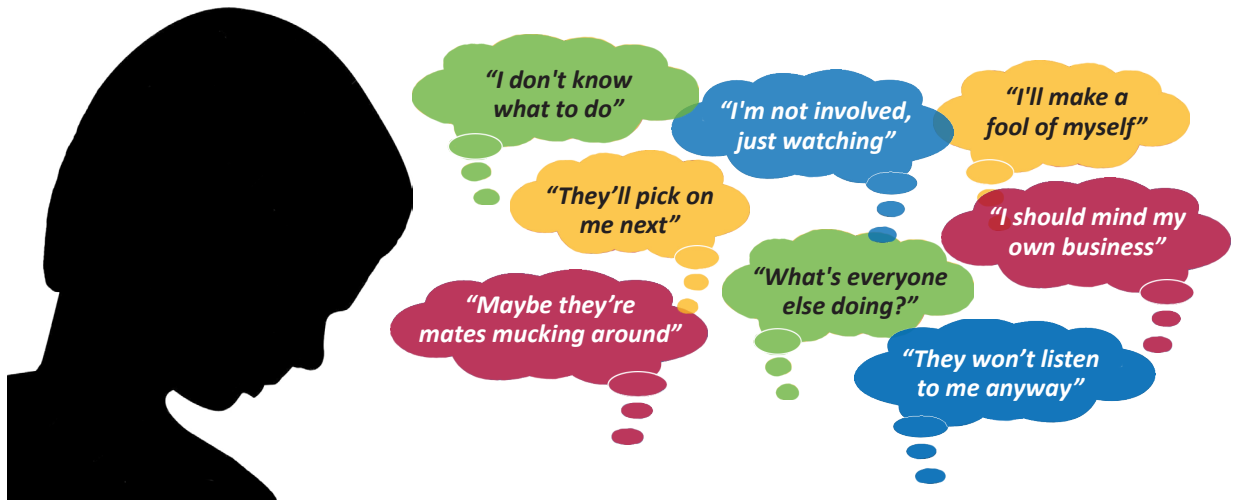 “I don't know
what to do”
“I'm not involved,
just watching”
“I'll make a
fool of myself”
“They’ll pick on
me next”
“I should mind my
own business”
“What's everyone
else doing?”
“Maybe they’re
mates mucking around”
“They won’t listen
to me anyway”